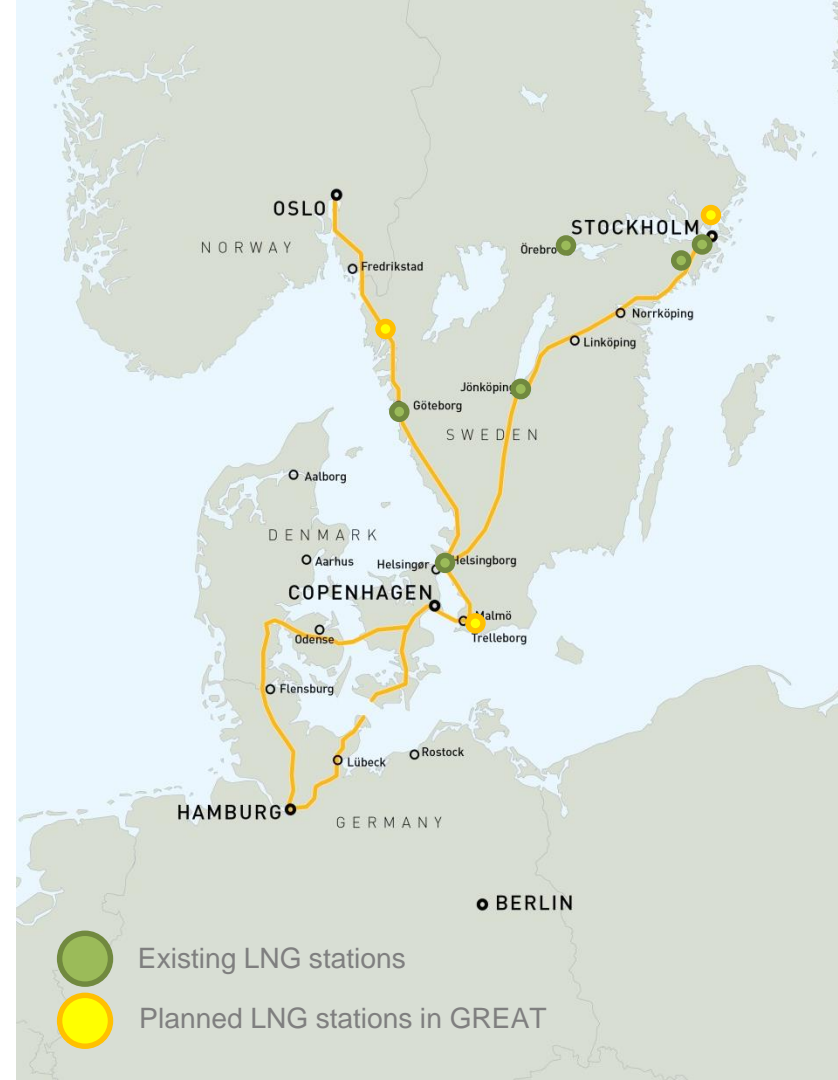 OSLO
NORWAY
Fredrikstad
STOCKHOLM
Örebro
Norrköping
Linköping
Jönköping
Göteborg
SWEDEN
Aalborg
DENMARK
Aarhus
Helsingør
Helsingborg
COPENHAGEN
Malmö
Odense
Trelleborg
Flensburg
Rostock
Lübeck
HAMBURG
GERMANY
BERLIN
Existing LNG stations
Planned LNG stations in GREAT